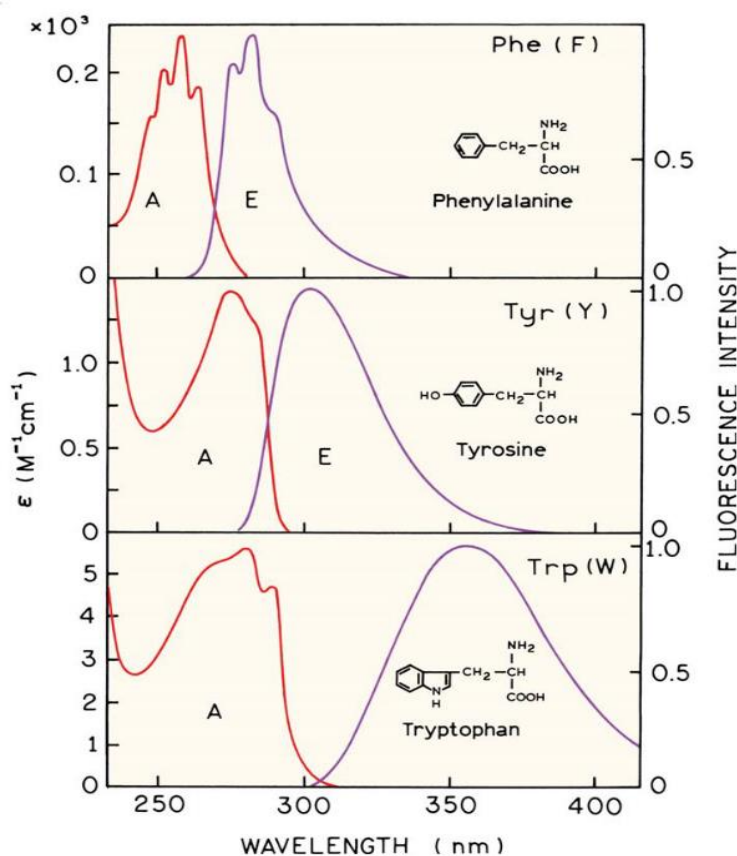 ×10³
Phe (F)
0.2
0.1
0
0.5
0
A
E
NH₂
CH₂
CH
COOH
Phenylalanine
Tyr (Y)
1.0
0.5
0
1.0
0.5
0
A
E
HO
CH₂
NH₂
CH
COOH
Tyrosine
Trp (W)
5
4
3
2
1
0
1.0
0.5
0
A
N
H
CH₂
NH₂
CH
COOH
Tryptophan
250 300 350 400
WAVELENGTH ( nm )
ε (M⁻¹cm⁻¹)
FLUORESCENCE INTENSITY